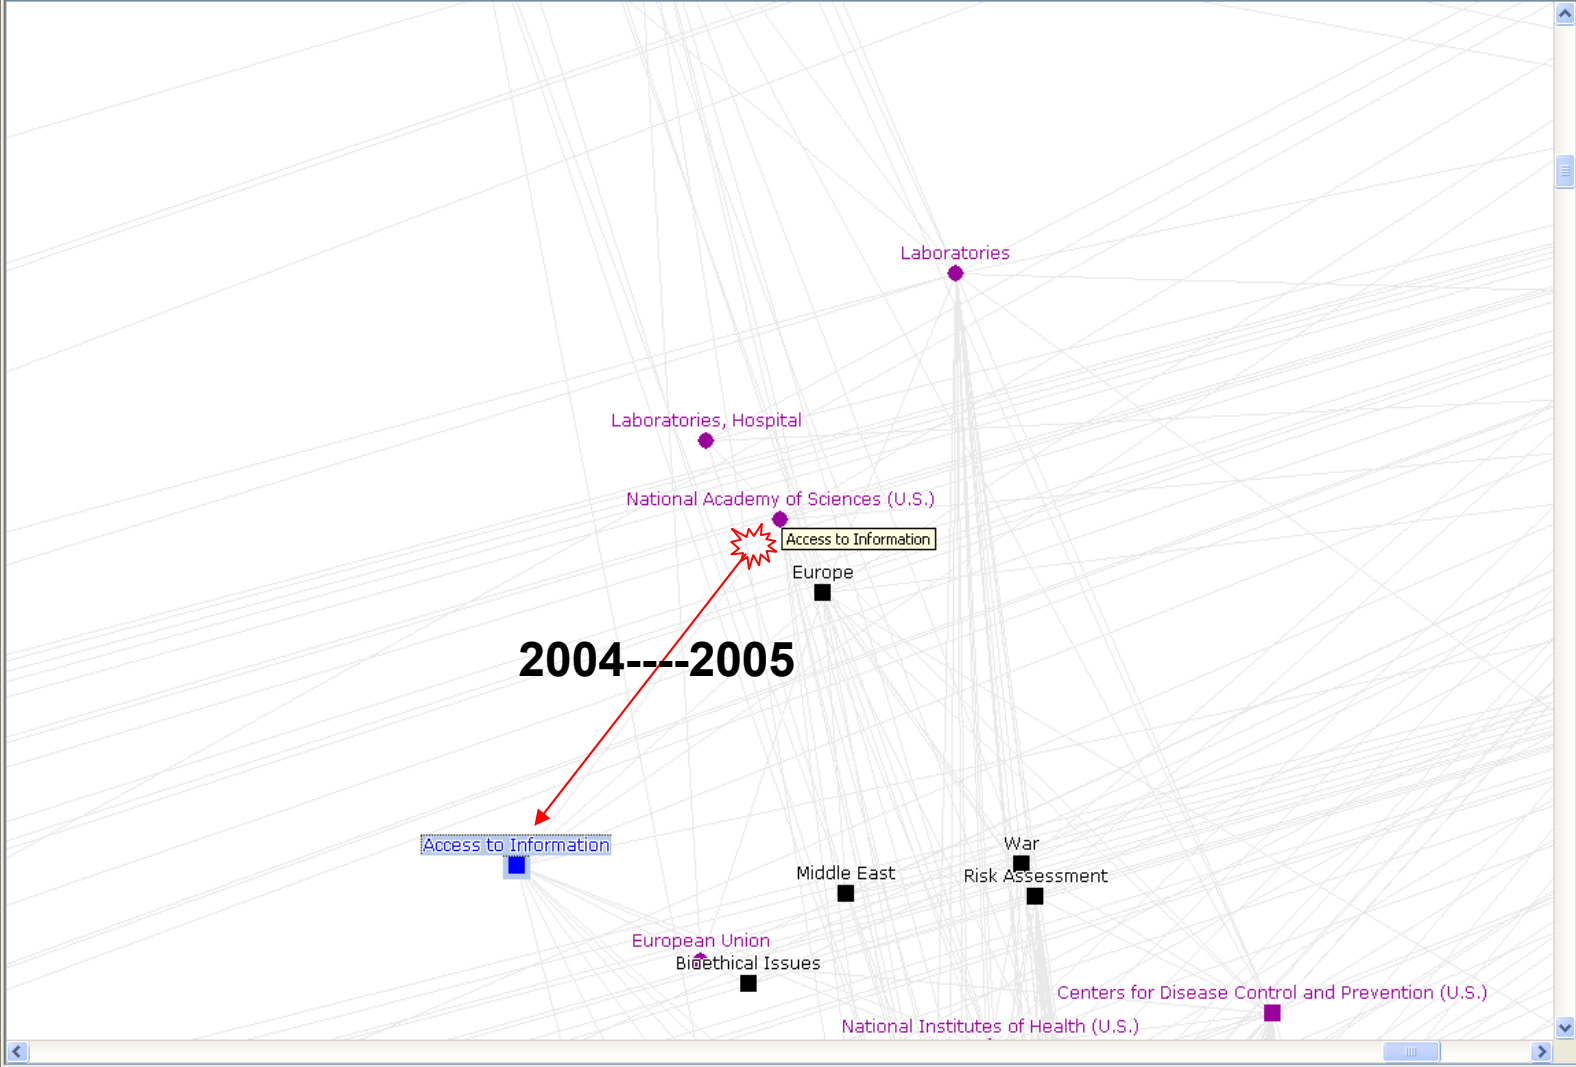 Laboratories
Laboratories, Hospital
National Academy of Sciences (U.S.)
Access to Information
Europe
2004----2005
Access to Information
War
Middle East
Risk Assessment
European Union
Bioethical Issues
Centers for Disease Control and Prevention (U.S.)
National Institutes of Health (U.S.)